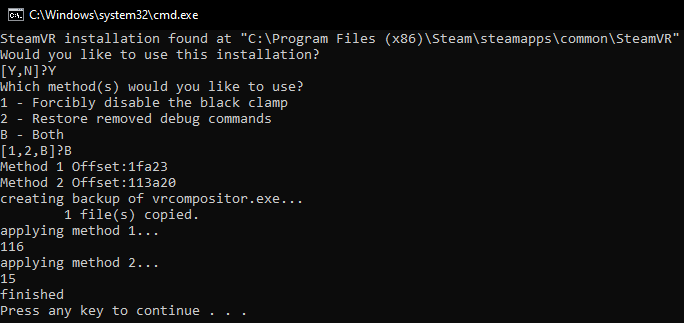 C:\Windows\system32\cmd.exe
SteamVR installation found at "C:\Program Files (x86)\Steam\steamapps\common\SteamVR"
Would you like to use this installation?
[Y,N]?Y
Which method(s) would you like to use?
1 - Forcibly disable the black clamp
2 - Restore removed debug commands
B - Both
[1,2,B]?B
Method 1 Offset:1fa23
Method 2 Offset:113a20
creating backup of vrcompositor.exe...
        1 file(s) copied.
applying method 1...
116
applying method 2...
15
finished
Press any key to continue . . .